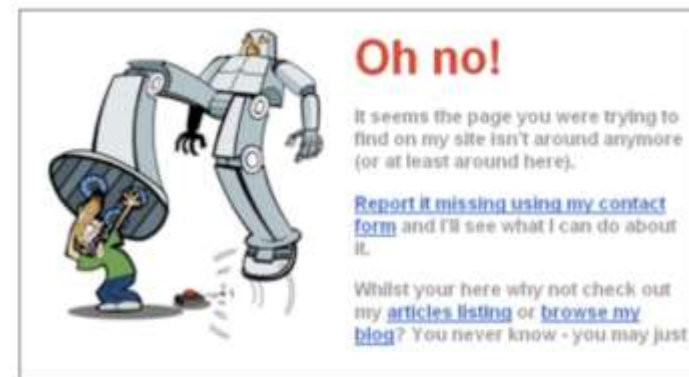 Oh no!
It seems the page you were trying to
find on my site isn't around anymore
(or at least around here).
Report it missing using my contact
form and I'll see what I can do about
it.
Whilst your here why not check out
my articles listing or browse my
blog? You never know - you may just